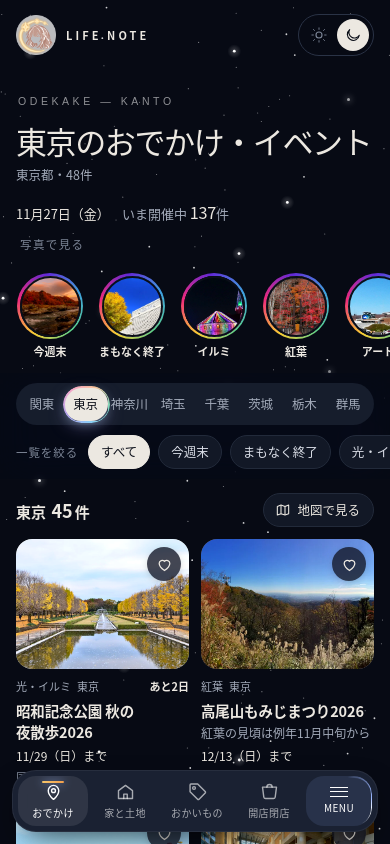 LIFE.NOTE
ODEKAKE — KANTO
東京のおでかけ・イベント
東京都・48件
11月27日（金） いま開催中 137件
写真で見る
今週末 まもなく終了 イルミ 紅葉 アート
関東 東京 神奈川 埼玉 千葉 茨城 栃木 群馬
一覧を絞る すべて 今週末 まもなく終了 光・イ
東京 45件 地図で見る
光・イルミ 東京 あと2日
昭和記念公園 秋の
夜散歩2026
11/29（日）まで
紅葉 東京
高尾山もみじまつり2026
紅葉の見頃は例年11月中旬から
12/13（日）まで
おでかけ 家と土地 おかいもの 開店閉店 MENU